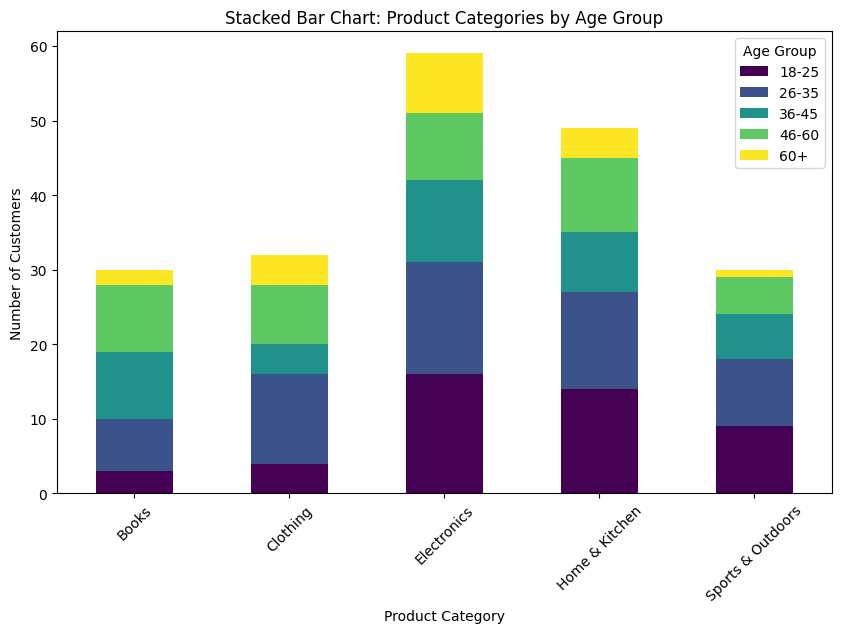 Stacked Bar Chart: Product Categories by Age Group
Number of Customers
60
50
40
30
20
10
0
Age Group
18-25
26-35
36-45
46-60
60+
Books
Clothing
Electronics
Home & Kitchen
Sports & Outdoors
Product Category